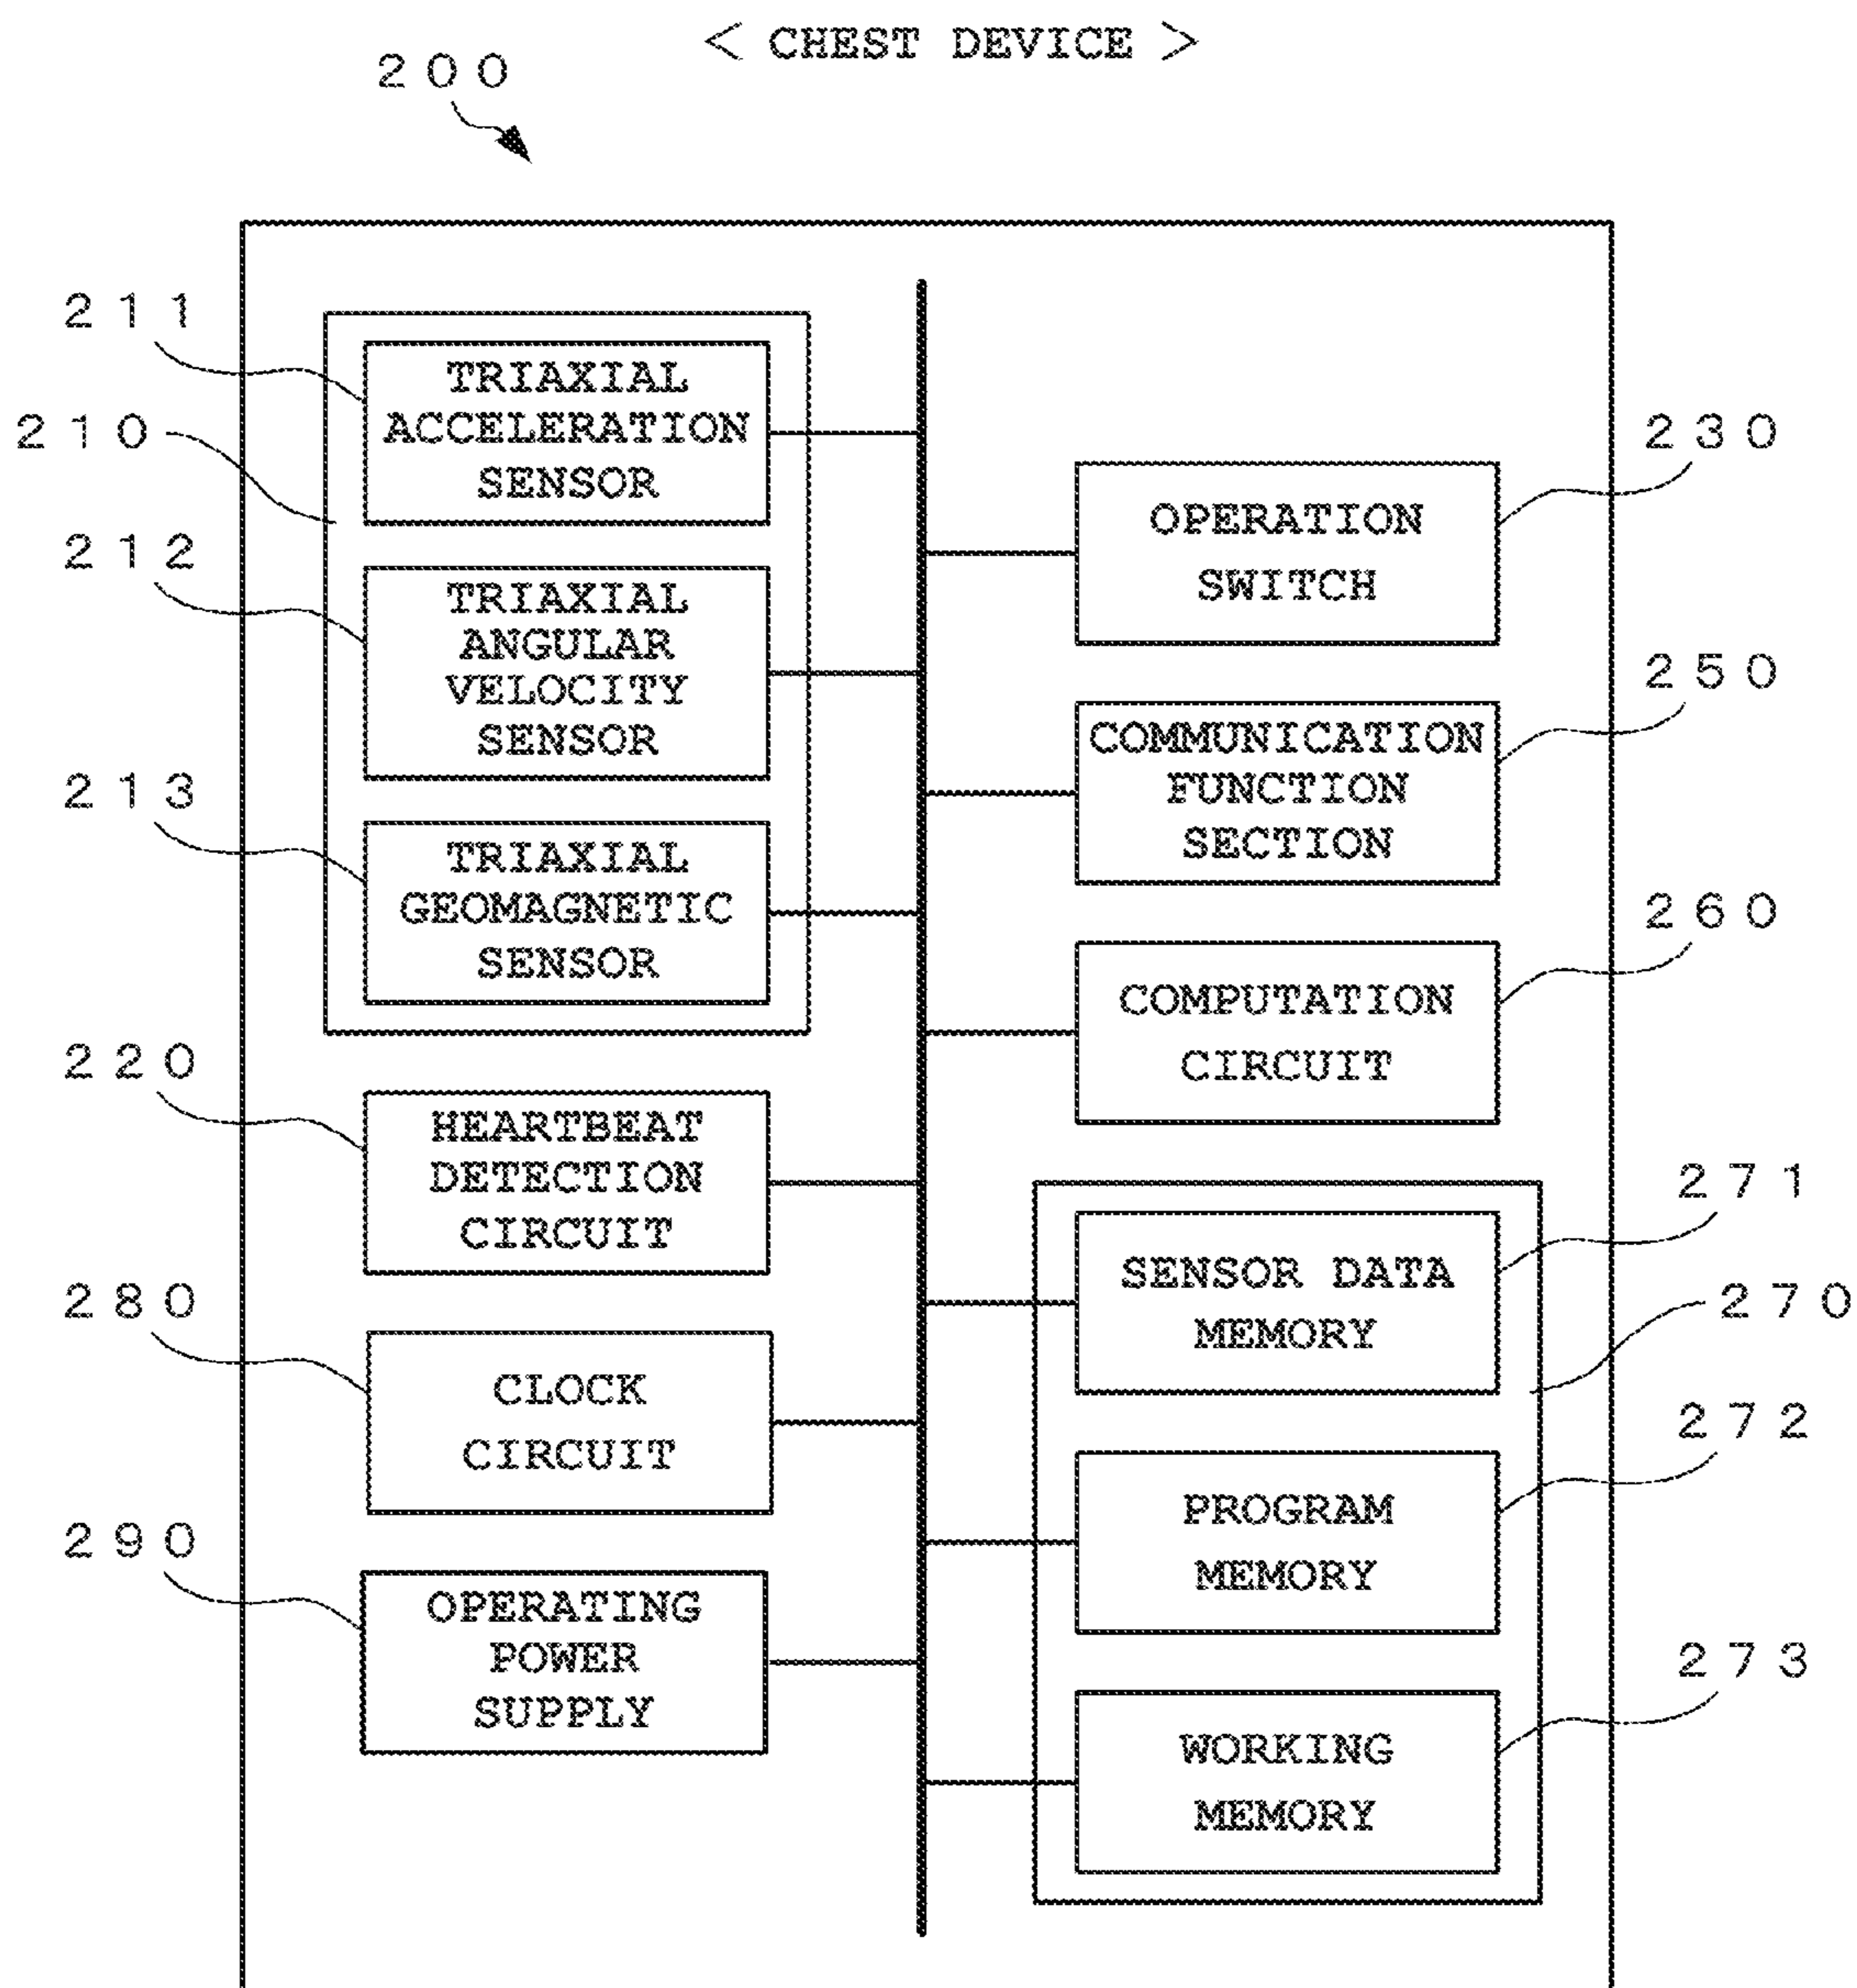 < CHEST DEVICE >
200
211
TRIAXIAL
ACCELERATION
SENSOR
210
212
TRIAXIAL
ANGULAR
VELOCITY
SENSOR
213
TRIAXIAL
GEOMAGNETIC
SENSOR
220
HEARTBEAT
DETECTION
CIRCUIT
280
CLOCK
CIRCUIT
290
OPERATING
POWER
SUPPLY
230
OPERATION
SWITCH
250
COMMUNICATION
FUNCTION
SECTION
260
COMPUTATION
CIRCUIT
271
SENSOR DATA
MEMORY
270
272
PROGRAM
MEMORY
273
WORKING
MEMORY